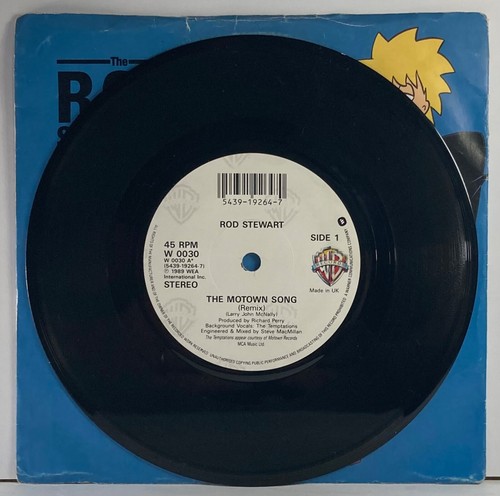 The
5439-19264-7
ROD STEWART
45 RPM
W 0030
W 0030 A*
(5439-19264-7)
℗ 1989 WEA
International Inc.
STEREO
SIDE 1
WB
Made in UK
THE MOTOWN SONG
(Remix)
(Larry John McNally)
Produced by Richard Perry
Background Vocals: The Temptations
Engineered & Mixed by Steve MacMillan
The Temptations appear courtesy of Motown Records
MCA Music Ltd